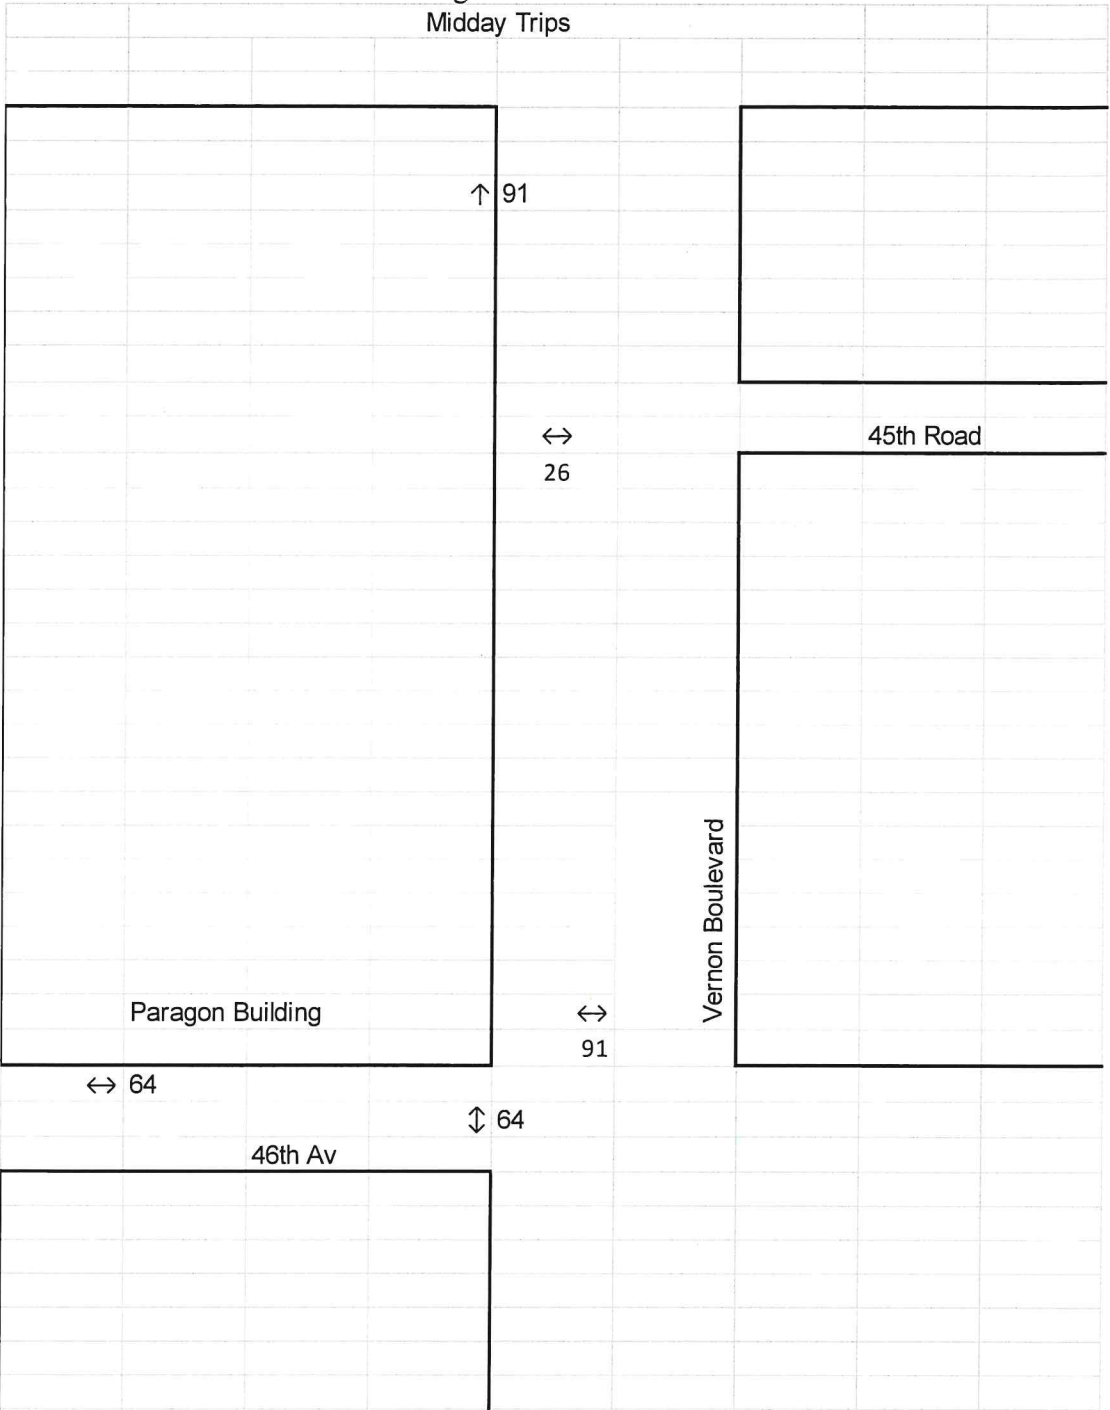 Midday Trips
↑ 91
↔
45th Road
26
Vernon Boulevard
Paragon Building
↔
91
↔ 64
↕ 64
46th Av